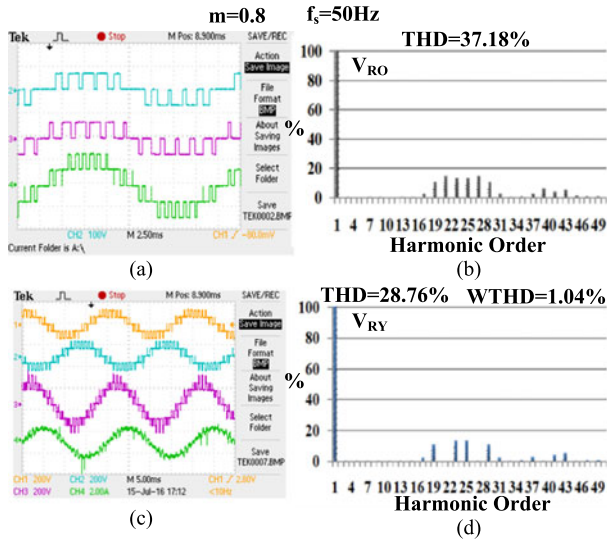 m=0.8 fs=50Hz
Tek Stop M Pos: 8.900ms SAVE/REC
Action
Save Image
File
Format
BMP
About
Saving
Images
Select
Folder
Save
TEK0002.BMP
2
3
4
CH2 100V M 2.50ms CH1 / -80.0mV
Current Folder is A:\
(a)
THD=37.18%
VRO
%
100
80
60
40
20
0
1 4 7 10 13 16 19 22 25 28 31 34 37 40 43 46 49
Harmonic Order
(b)
Tek Stop M Pos: 8.900ms SAVE/REC
Action
Save Image
File
Format
BMP
About
Saving
Images
Select
Folder
Save
TEK0007.BMP
1
2
3
4
CH1 200V CH2 200V M 5.00ms CH1 / 2.80V
CH3 200V CH4 2.00A 15-Jul-16 17:12 <10Hz
(c)
THD=28.76% WTHD=1.04%
VRY
%
100
80
60
40
20
0
1 4 7 10 13 16 19 22 25 28 31 34 37 40 43 46 49
Harmonic Order
(d)